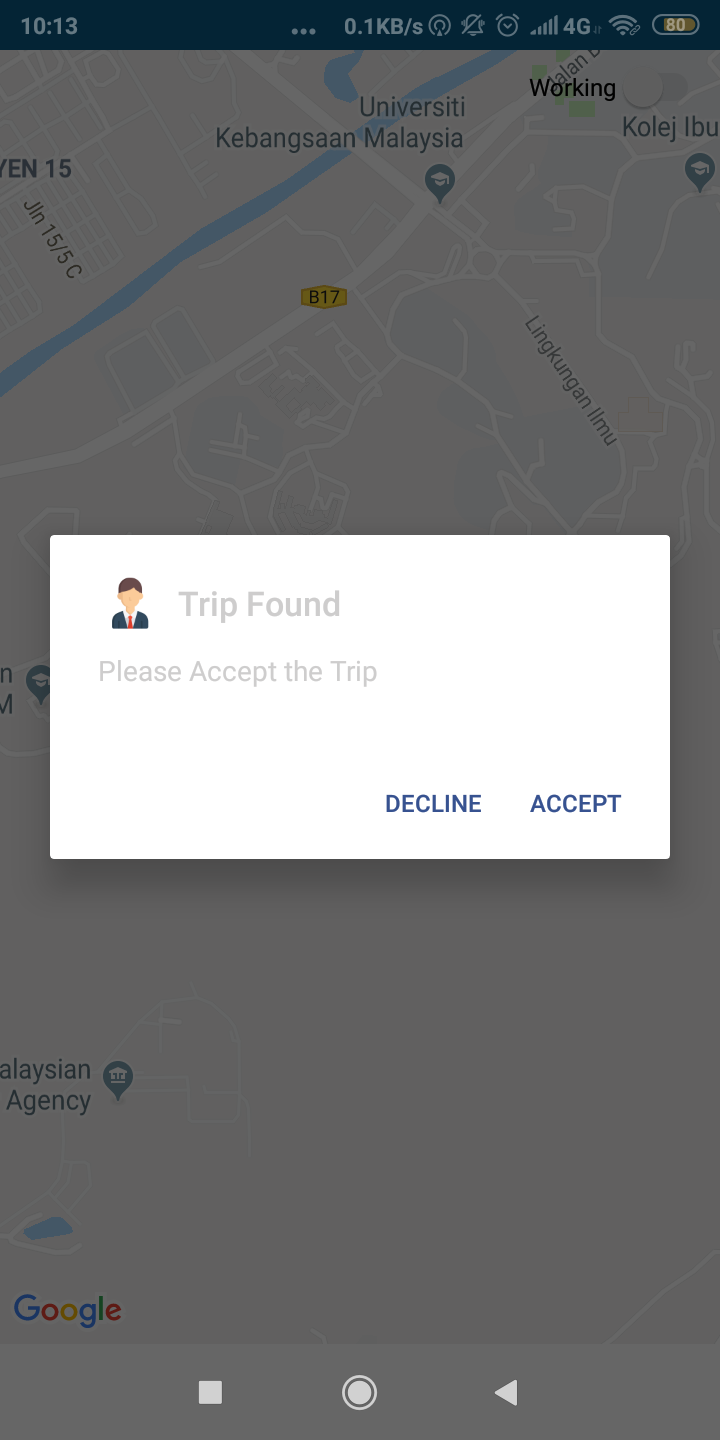 10:13
... 0.1KB/s 4G 80
Working
Jalan
Universiti
Kebangsaan Malaysia
Kolej Ibu
YEN 15
Jln 15/5 C
B17
Lingkungan Ilmu
Trip Found
Please Accept the Trip
n
M
DECLINE ACCEPT
alaysian
Agency
Google